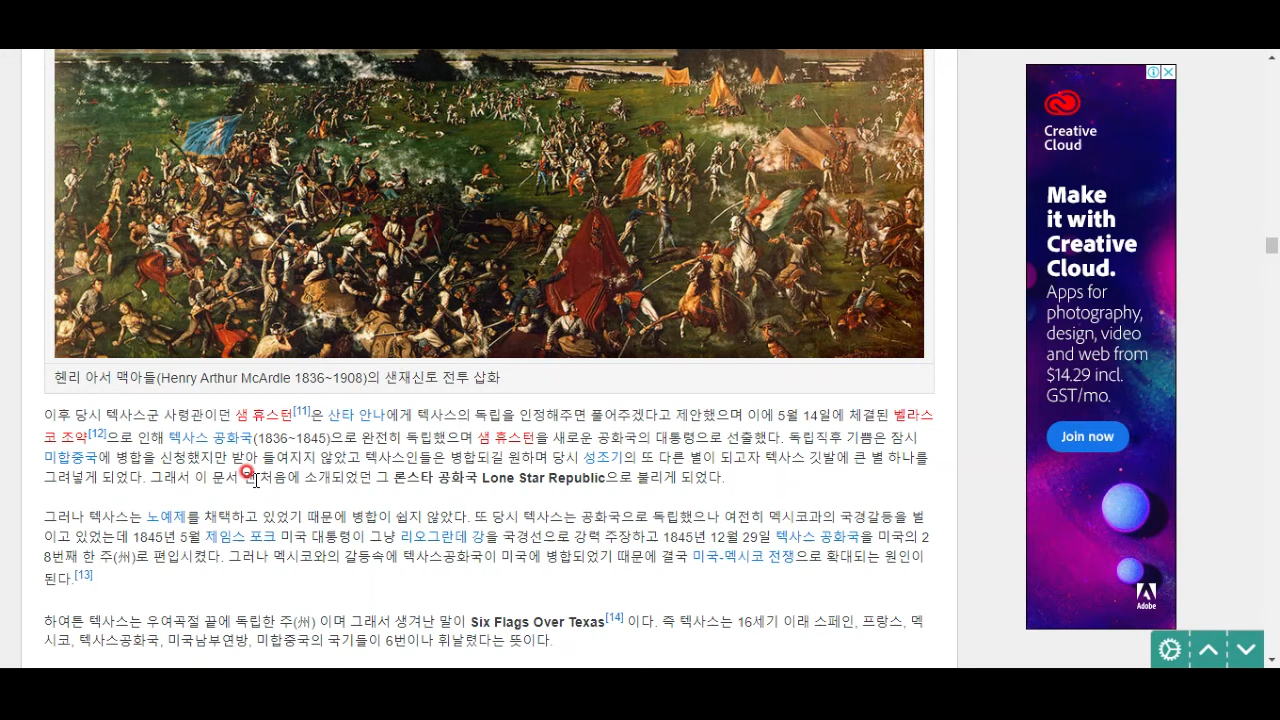 헨리 아서 맥아들(Henry Arthur McArdle 1836~1908)의 샌재신토 전투 삽화
이후 당시 텍사스군 사령관이던 샘 휴스턴[11]은 산타 안나에게 텍사스의 독립을 인정해주면 풀어주겠다고 제안했으며 이에 5월 14일에 체결된 벨라스
코 조약[12]으로 인해 텍사스 공화국(1836~1845)으로 완전히 독립했으며 샘 휴스턴을 새로운 공화국의 대통령으로 선출했다. 독립직후 기쁨은 잠시
미합중국에 병합을 신청했지만 받아 들여지지 않았고 텍사스인들은 병합되길 원하며 당시 성조기의 또 다른 별이 되고자 텍사스 깃발에 큰 별 하나를
그려넣게 되었다. 그래서 이 문서 맨처음에 소개되었던 그 론스타 공화국 Lone Star Republic으로 불리게 되었다.
그러나 텍사스는 노예제를 채택하고 있었기 때문에 병합이 쉽지 않았다. 또 당시 텍사스는 공화국으로 독립했으나 여전히 멕시코과의 국경갈등을 벌
이고 있었는데 1845년 5월 제임스 포크 미국 대통령이 그냥 리오그란데 강을 국경선으로 강력 주장하고 1845년 12월 29일 텍사스 공화국을 미국의 2
8번째 한 주(州)로 편입시켰다. 그러나 멕시코와의 갈등속에 텍사스공화국이 미국에 병합되었기 때문에 결국 미국-멕시코 전쟁으로 확대되는 원인이
된다.[13]
하여튼 텍사스는 우여곡절 끝에 독립한 주(州) 이며 그래서 생겨난 말이 Six Flags Over Texas[14] 이다. 즉 텍사스는 16세기 이래 스페인, 프랑스, 멕
시코, 텍사스공화국, 미국남부연방, 미합중국의 국기들이 6번이나 휘날렸다는 뜻이다.
Creative
Cloud
Make
it with
Creative
Cloud.
Apps for
photography,
design, video
and web from
$14.29 incl.
GST/mo.
Join now
Adobe